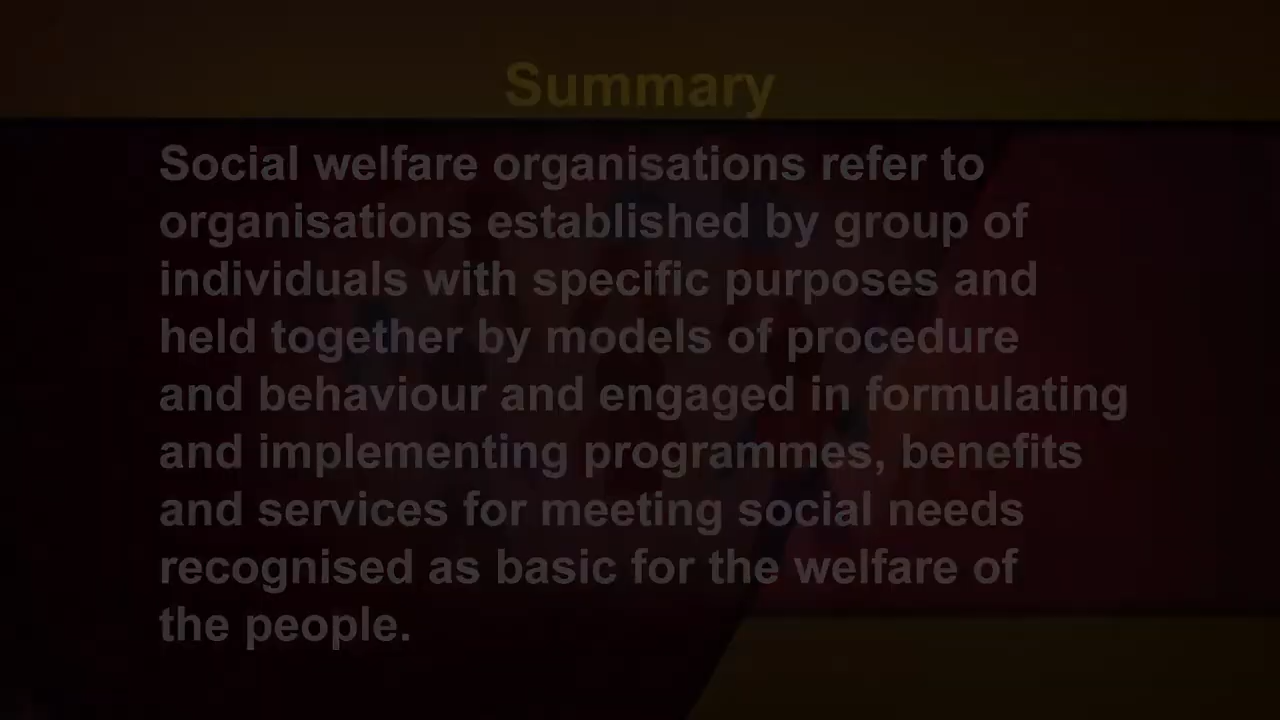 Summary
Social welfare organisations refer to
organisations established by group of
individuals with specific purposes and
held together by models of procedure
and behaviour and engaged in formulating
and implementing programmes, benefits
and services for meeting social needs
recognised as basic for the welfare of
the people.